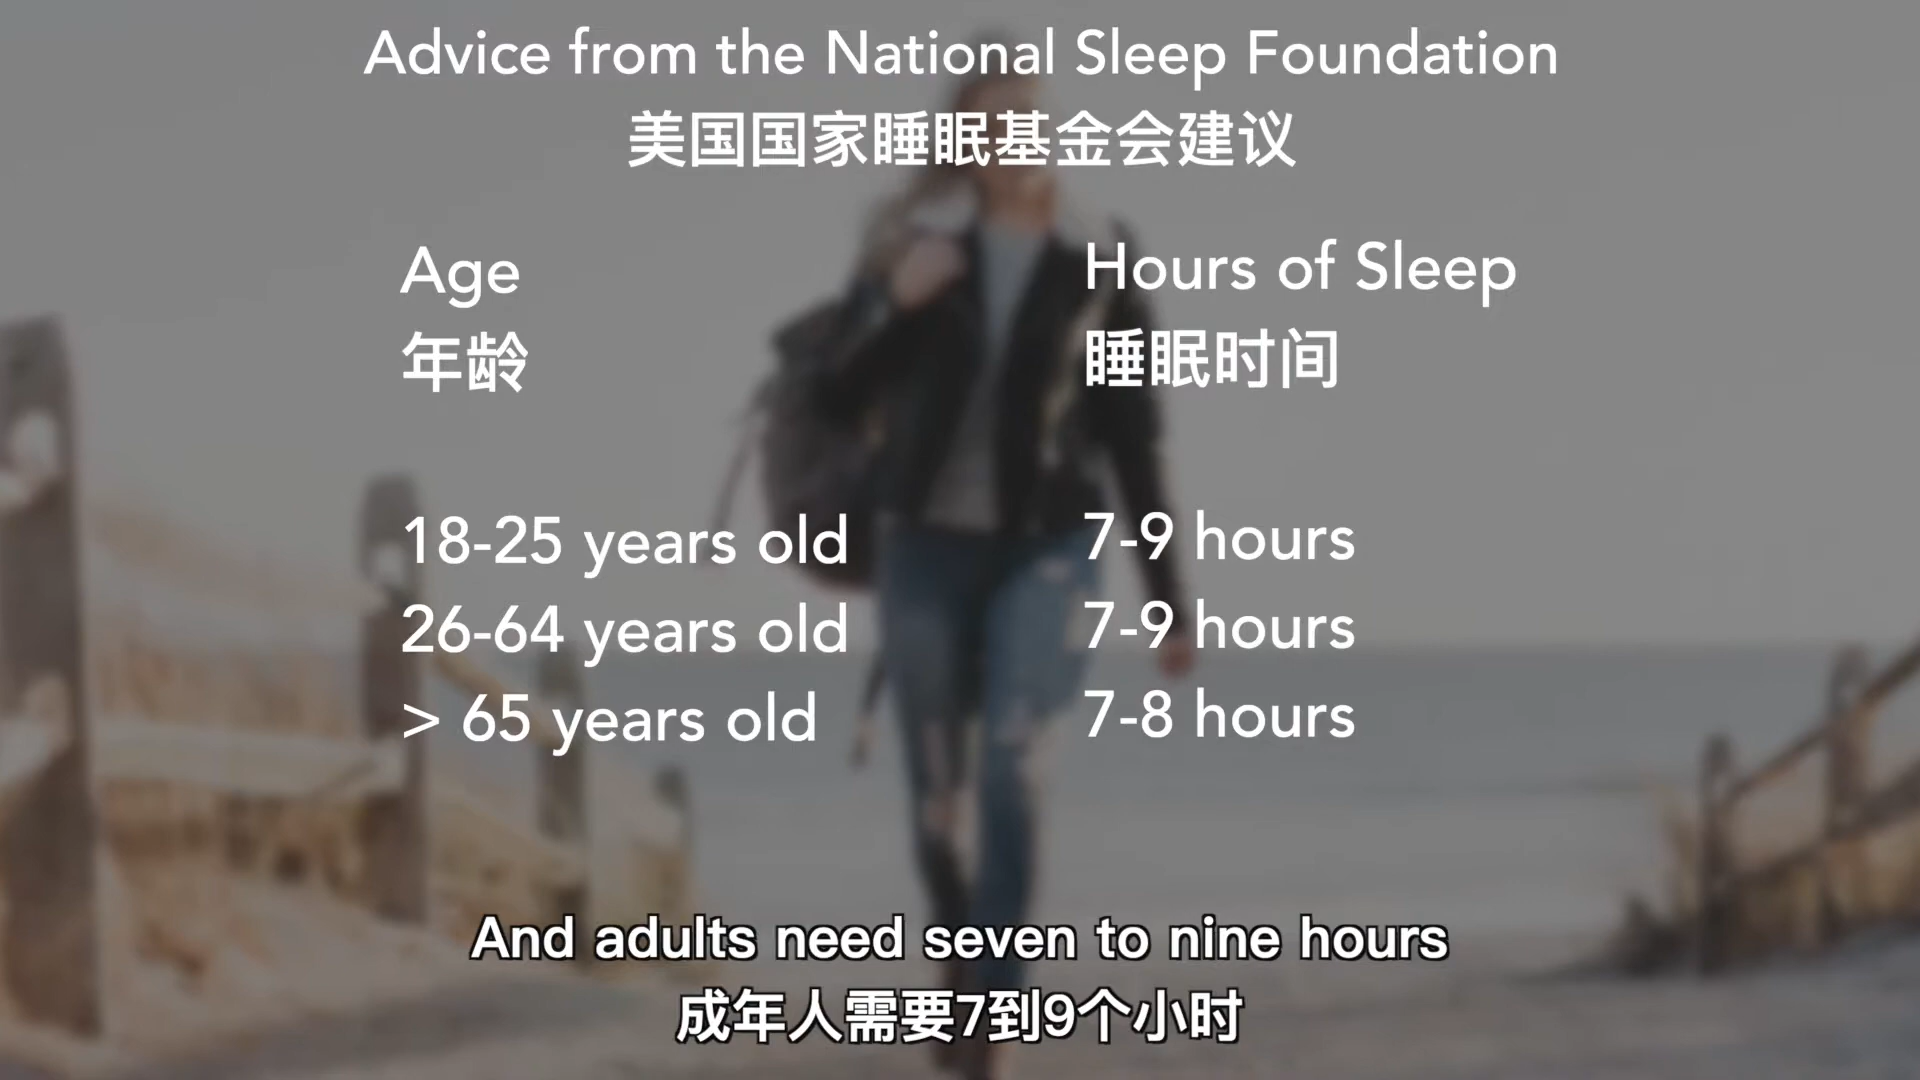 Advice from the National Sleep Foundation
美国国家睡眠基金会建议
Age
Hours of Sleep
年龄
睡眠时间
18-25 years old
7-9 hours
26-64 years old
7-9 hours
> 65 years old
7-8 hours
And adults need seven to nine hours
成年人需要7到9个小时